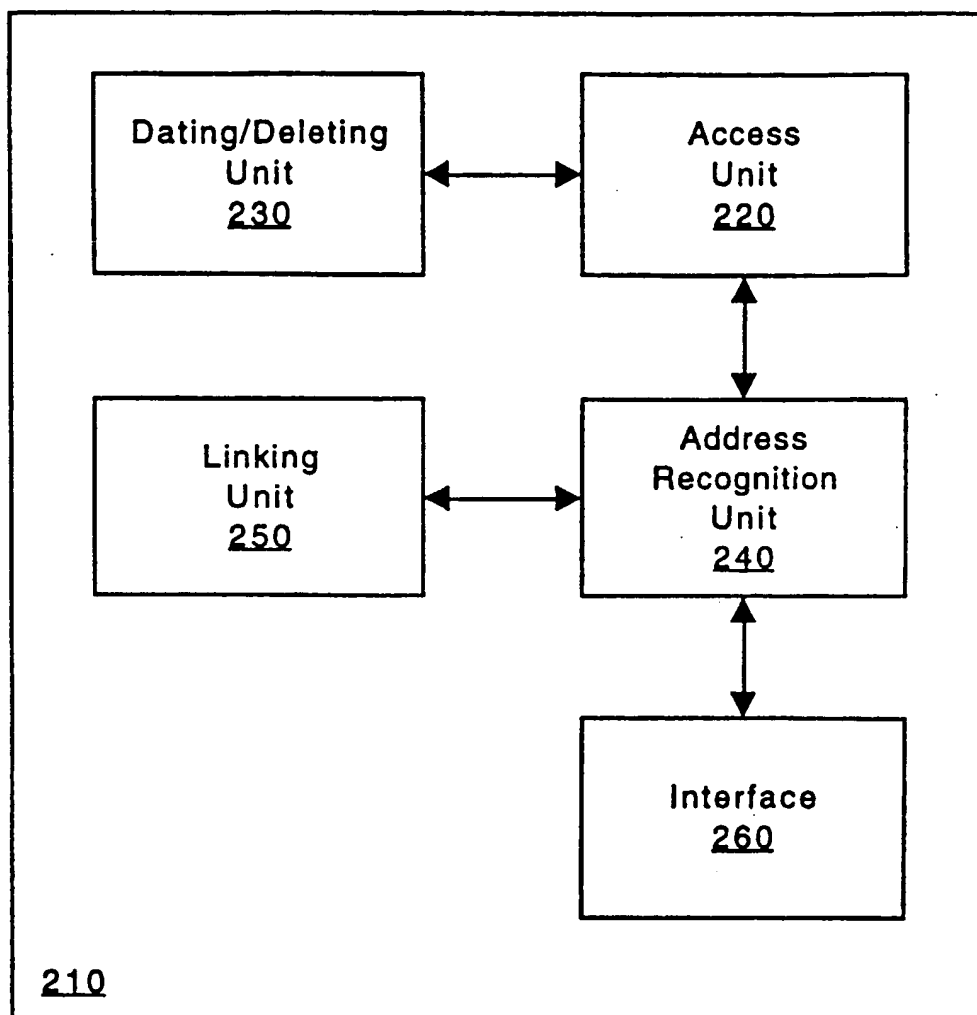 Dating/Deleting
Unit
230
Access
Unit
220
Linking
Unit
250
Address
Recognition
Unit
240
Interface
260
210